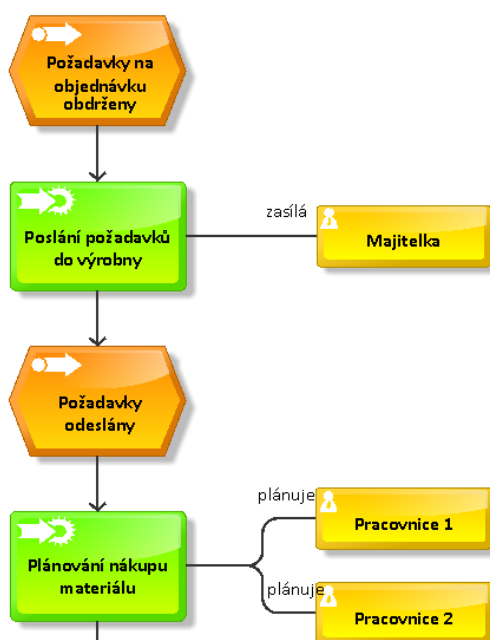 Požadavky na
objednávku
obdrženy
zasílá
Poslání požadavků
do výrobny
Majitelka
Požadavky
odeslány
plánuje
Pracovnice 1
Plánování nákupu
materiálu
plánuje
Pracovnice 2